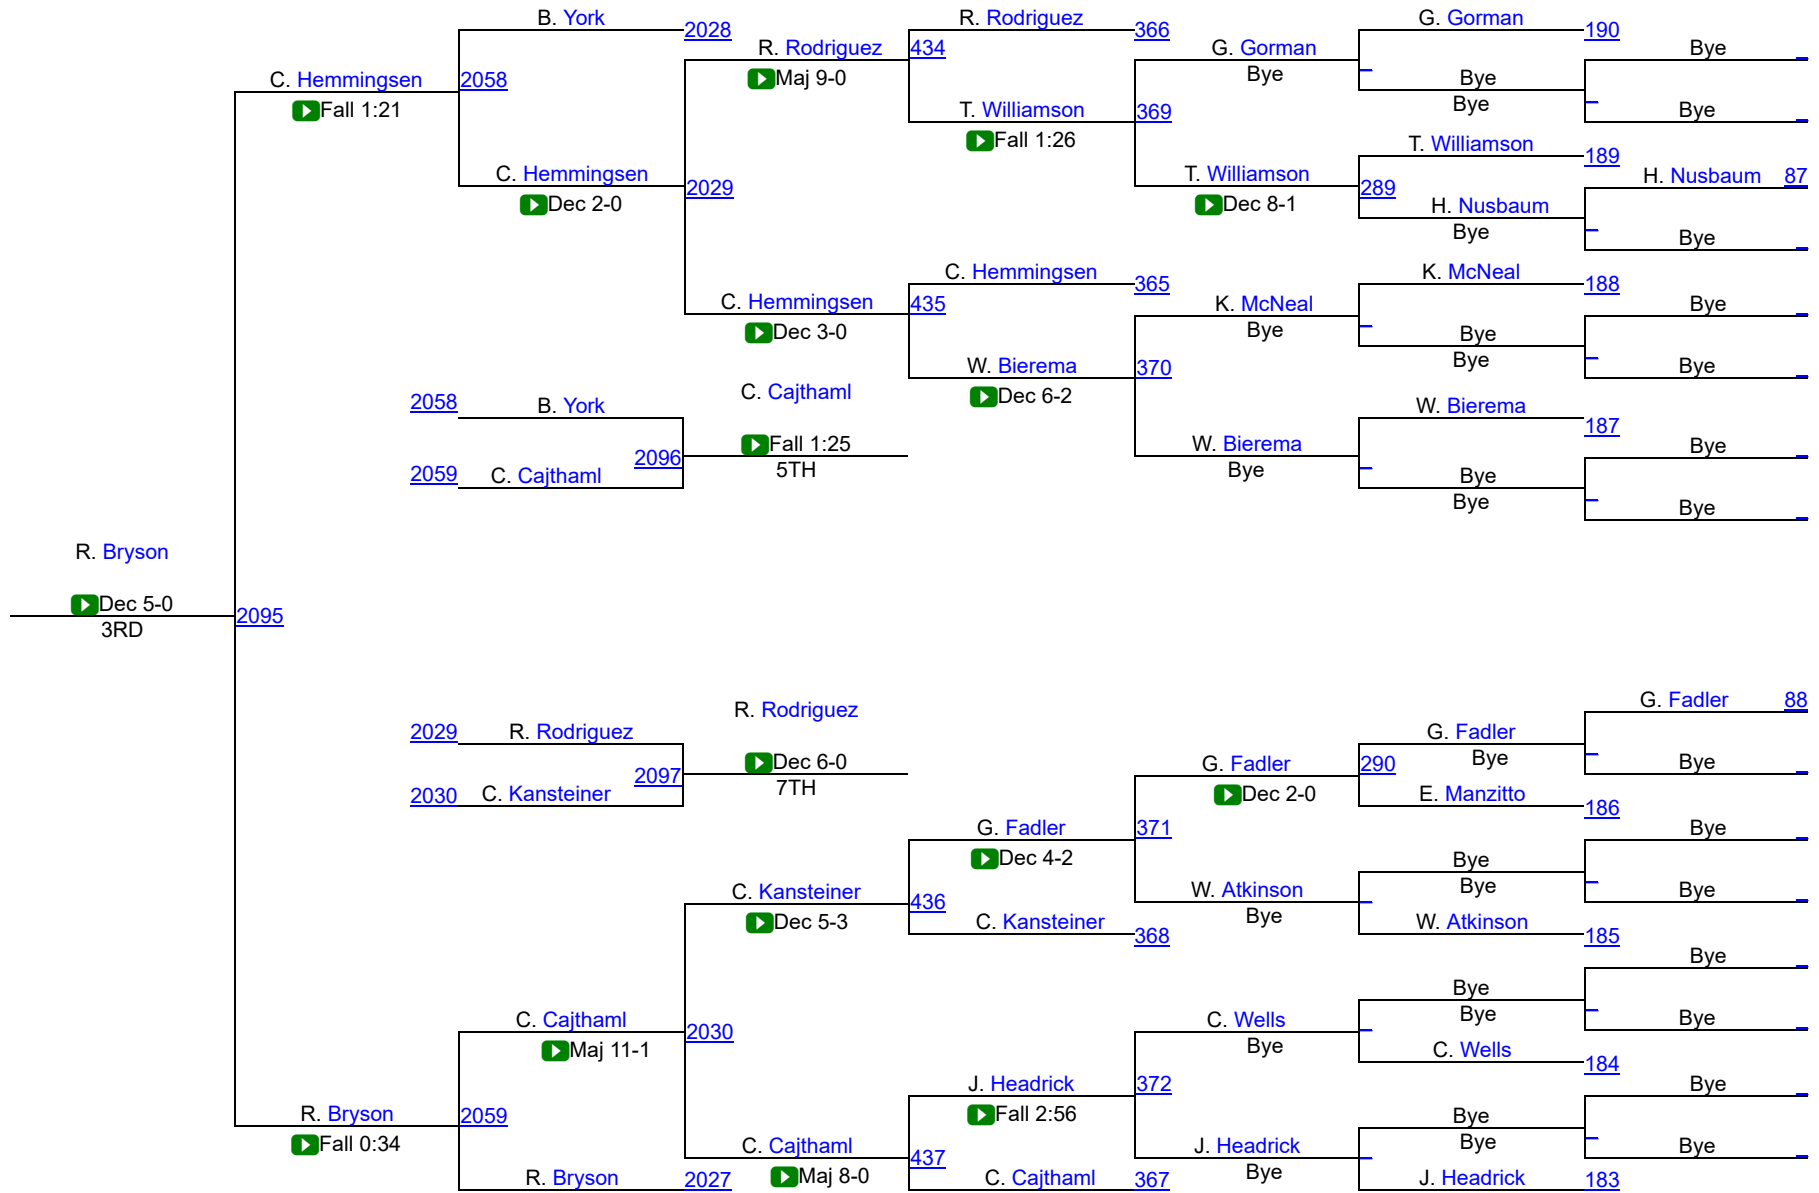 B. York
2028
R. Rodriguez
366
G. Gorman
190
R. Rodriguez
434
Maj 9-0
G. Gorman
Bye
Bye
Bye
Bye
Bye
C. Hemmingsen
2058
Fall 1:21
T. Williamson
369
Fall 1:26
T. Williamson
189
C. Hemmingsen
2029
Dec 2-0
T. Williamson
289
Dec 8-1
H. Nusbaum 87
H. Nusbaum
Bye
Bye
C. Hemmingsen
365
K. McNeal
188
C. Hemmingsen
435
Dec 3-0
K. McNeal
Bye
Bye
Bye
Bye
Bye
W. Bierema
370
Dec 6-2
2058
B. York
C. Cajthaml
W. Bierema
187
2059
C. Cajthaml
2096
Fall 1:25
5TH
W. Bierema
Bye
Bye
Bye
Bye
Bye
R. Bryson
Dec 5-0
3RD
2095
2029
R. Rodriguez
R. Rodriguez
G. Fadler 88
G. Fadler
Bye
Bye
2030
C. Kansteiner
2097
Dec 6-0
7TH
G. Fadler
290
Dec 2-0
E. Manzitto
186
G. Fadler
371
Dec 4-2
Bye
Bye
Bye
Bye
C. Kansteiner
436
Dec 5-3
W. Atkinson
Bye
C. Kansteiner
368
W. Atkinson
185
Bye
Bye
Bye
Bye
C. Cajthaml
2030
Maj 11-1
C. Wells
Bye
C. Wells
184
J. Headrick
372
Fall 2:56
Bye
Bye
Bye
Bye
R. Bryson
2059
Fall 0:34
C. Cajthaml
437
Maj 8-0
J. Headrick
Bye
R. Bryson
2027
C. Cajthaml
367
J. Headrick
183